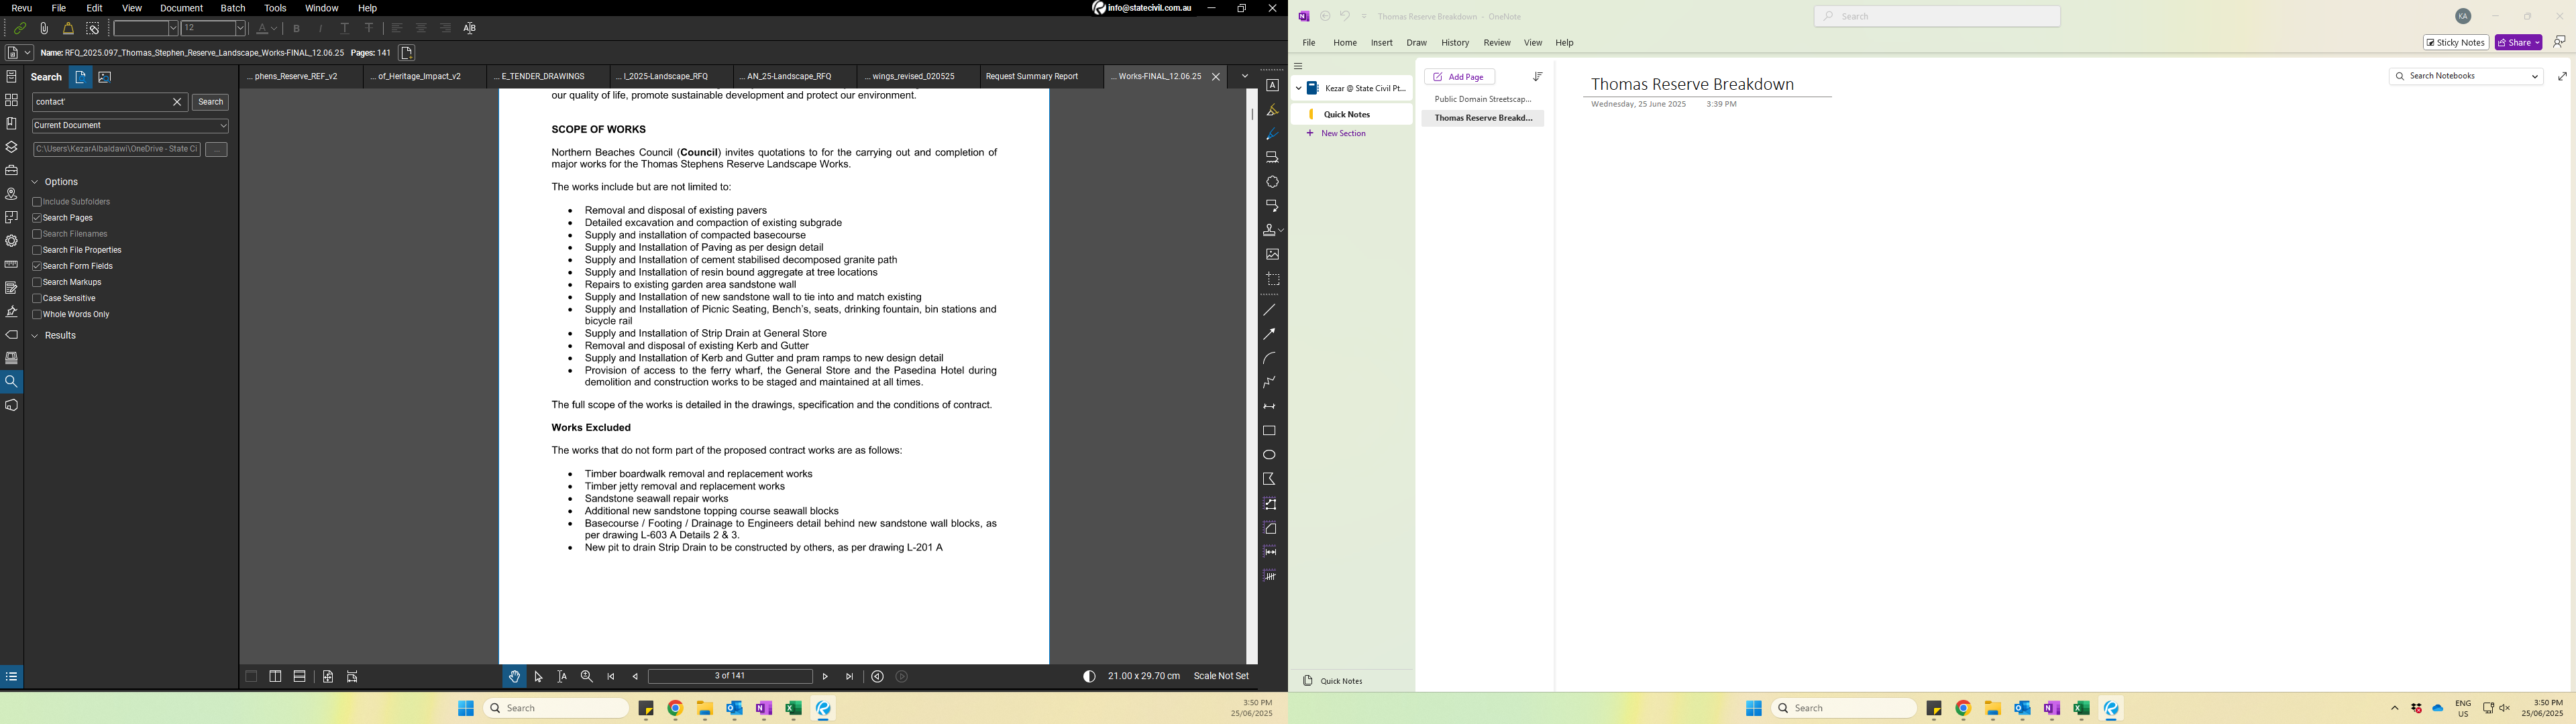 Revu File Edit View Document Batch Tools Window Help
info@statecivil.com.au
12
Name: RFQ_2025.097_Thomas_Stephen_Reserve_Landscape_Works-FINAL_12.06.25 Pages: 141
Search
contact'
Search
Current Document
C:\Users\KezarAlbaldawi\OneDrive - State Ci
...
Options
Include Subfolders
Search Pages
Search Filenames
Search File Properties
Search Form Fields
Search Markups
Case Sensitive
Whole Words Only
Results
... phens_Reserve_REF_v2
... of_Heritage_Impact_v2
... E_TENDER_DRAWINGS
... l_2025-Landscape_RFQ
... AN_25-Landscape_RFQ
... wings_revised_020525
Request Summary Report
... Works-FINAL_12.06.25
our quality of life, promote sustainable development and protect our environment.
SCOPE OF WORKS
Northern Beaches Council (Council) invites quotations to for the carrying out and completion of
major works for the Thomas Stephens Reserve Landscape Works.
The works include but are not limited to:
• Removal and disposal of existing pavers
• Detailed excavation and compaction of existing subgrade
• Supply and installation of compacted basecourse
• Supply and Installation of Paving as per design detail
• Supply and Installation of cement stabilised decomposed granite path
• Supply and Installation of resin bound aggregate at tree locations
• Repairs to existing garden area sandstone wall
• Supply and Installation of new sandstone wall to tie into and match existing
• Supply and Installation of Picnic Seating, Bench's, seats, drinking fountain, bin stations and
bicycle rail
• Supply and Installation of Strip Drain at General Store
• Removal and disposal of existing Kerb and Gutter
• Supply and Installation of Kerb and Gutter and pram ramps to new design detail
• Provision of access to the ferry wharf, the General Store and the Pasedina Hotel during
demolition and construction works to be staged and maintained at all times.
The full scope of the works is detailed in the drawings, specification and the conditions of contract.
Works Excluded
The works that do not form part of the proposed contract works are as follows:
• Timber boardwalk removal and replacement works
• Timber jetty removal and replacement works
• Sandstone seawall repair works
• Additional new sandstone topping course seawall blocks
• Basecourse / Footing / Drainage to Engineers detail behind new sandstone wall blocks, as
per drawing L-603 A Details 2 & 3.
• New pit to drain Strip Drain to be constructed by others, as per drawing L-201 A
3 of 141
21.00 x 29.70 cm Scale Not Set
Search
3:50 PM
25/06/2025
Thomas Reserve Breakdown - OneNote
Search
KA
File Home Insert Draw History Review View Help
Sticky Notes
Share
Kezar @ State Civil Pt...
Quick Notes
+ New Section
Add Page
Public Domain Streetscap...
Thomas Reserve Breakd...
Thomas Reserve Breakdown
Wednesday, 25 June 2025 3:39 PM
Search Notebooks
Quick Notes
Search
ENG
US
3:50 PM
25/06/2025